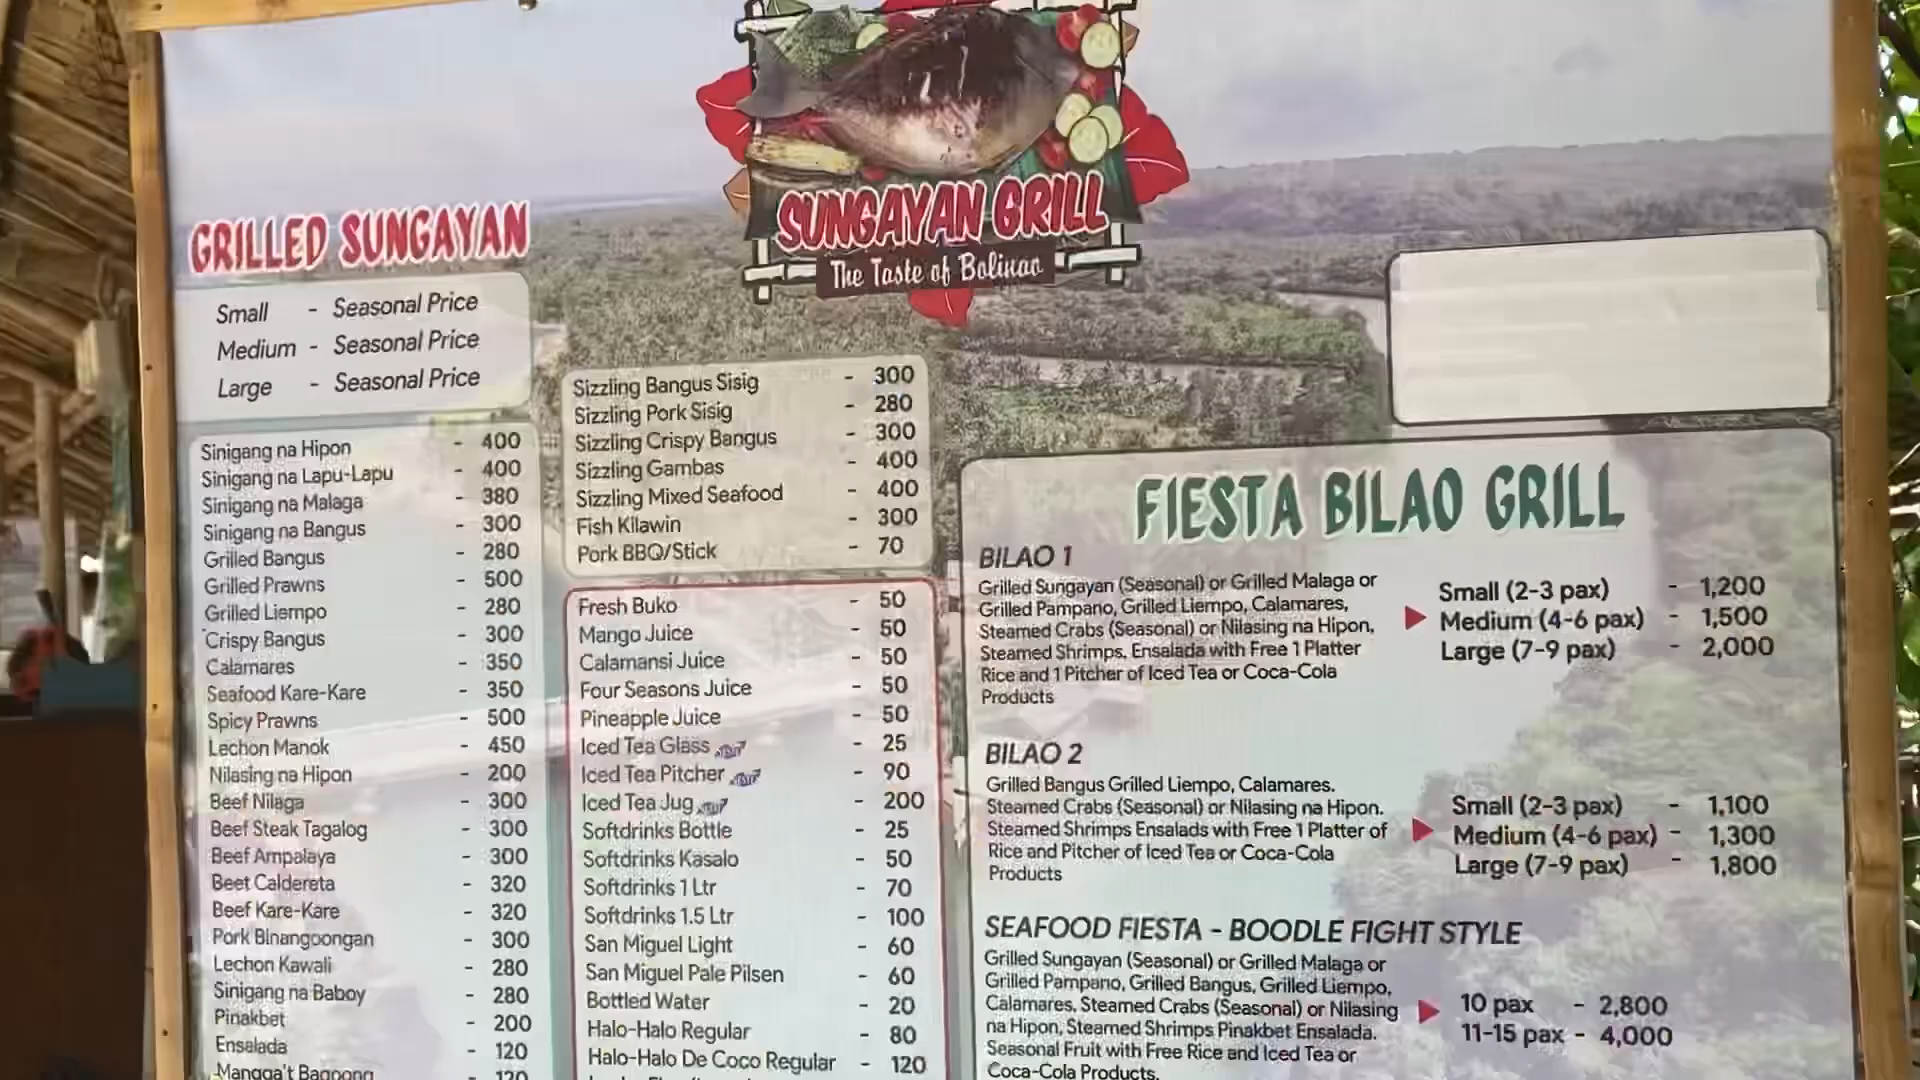 SUNGAYAN GRILL
The Taste of Bolinao
GRILLED SUNGAYAN
Small - Seasonal Price
Medium - Seasonal Price
Large - Seasonal Price
Sinigang na Hipon - 400
Sinigang na Lapu-Lapu - 400
Sinigang na Malaga - 380
Sinigang na Bangus - 300
Grilled Bangus - 280
Grilled Prawns - 500
Grilled Liempo - 280
Crispy Bangus - 300
Calamares - 350
Seafood Kare-Kare - 350
Spicy Prawns - 500
Lechon Manok - 450
Nilasing na Hipon - 200
Beef Nilaga - 300
Beef Steak Tagalog - 300
Beef Ampalaya - 300
Beef Caldereta - 320
Beef Kare-Kare - 320
Pork Binangoongan - 300
Lechon Kawali - 280
Sinigang na Baboy - 280
Pinakbet - 200
Ensalada - 120
Mangga't Bagoong - 120
Sizzling Bangus Sisig - 300
Sizzling Pork Sisig - 280
Sizzling Crispy Bangus - 300
Sizzling Gambas - 400
Sizzling Mixed Seafood - 400
Fish Kilawin - 300
Pork BBQ/Stick - 70
Fresh Buko - 50
Mango Juice - 50
Calamansi Juice - 50
Four Seasons Juice - 50
Pineapple Juice - 50
Iced Tea Glass - 25
Iced Tea Pitcher - 90
Iced Tea Jug - 200
Softdrinks Bottle - 25
Softdrinks Kasalo - 50
Softdrinks 1 Ltr - 70
Softdrinks 1.5 Ltr - 100
San Miguel Light - 60
San Miguel Pale Pilsen - 60
Bottled Water - 20
Halo-Halo Regular - 80
Halo-Halo De Coco Regular - 120
FIESTA BILAO GRILL
BILAO 1
Grilled Sungayan (Seasonal) or Grilled Malaga or
Grilled Pampano, Grilled Liempo, Calamares,
Steamed Crabs (Seasonal) or Nilasing na Hipon,
Steamed Shrimps, Ensalada with Free 1 Platter
Rice and 1 Pitcher of Iced Tea or Coca-Cola
Products
Small (2-3 pax) - 1,200
Medium (4-6 pax) - 1,500
Large (7-9 pax) - 2,000
BILAO 2
Grilled Bangus Grilled Liempo, Calamares.
Steamed Crabs (Seasonal) or Nilasing na Hipon.
Steamed Shrimps Ensalads with Free 1 Platter of
Rice and Pitcher of Iced Tea or Coca-Cola
Products
Small (2-3 pax) - 1,100
Medium (4-6 pax) - 1,300
Large (7-9 pax) - 1,800
SEAFOOD FIESTA - BOODLE FIGHT STYLE
Grilled Sungayan (Seasonal) or Grilled Malaga or
Grilled Pampano, Grilled Bangus, Grilled Liempo,
Calamares, Steamed Crabs (Seasonal) or Nilasing
na Hipon, Steamed Shrimps Pinakbet Ensalada.
Seasonal Fruit with Free Rice and Iced Tea or
Coca-Cola Products.
10 pax - 2,800
11-15 pax - 4,000